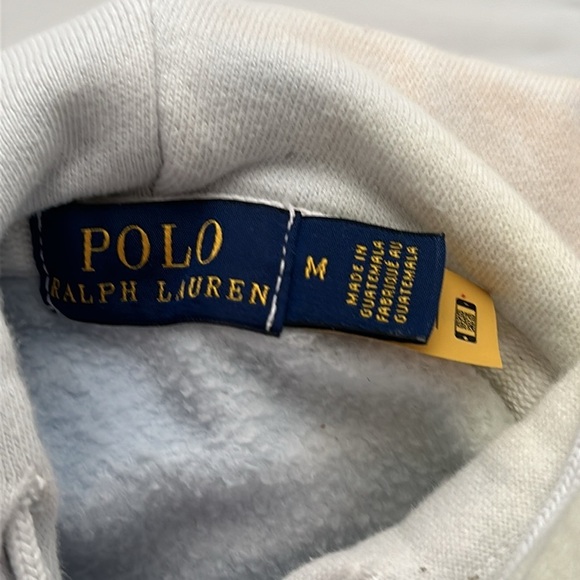 POLO
RALPH LAUREN
M
MADE IN
GUATEMALA
FABRIQUÉ AU
GUATEMALA